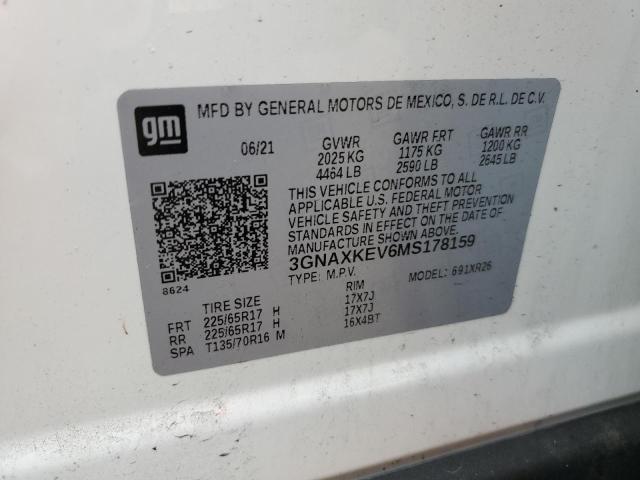 gm
MFD BY GENERAL MOTORS DE MEXICO, S. DE R.L. DE C.V.
06/21 GVWR GAWR FRT GAWR RR
2025 KG 1175 KG 1200 KG
4464 LB 2590 LB 2645 LB
THIS VEHICLE CONFORMS TO ALL
APPLICABLE U.S. FEDERAL MOTOR
VEHICLE SAFETY AND THEFT PREVENTION
STANDARDS IN EFFECT ON THE DATE OF
MANUFACTURE SHOWN ABOVE.
3GNAXKEV6MS178159
TYPE: M.P.V. MODEL: 691XR26
8624
TIRE SIZE RIM
FRT 225/65R17 H 17X7J
RR 225/65R17 H 17X7J
SPA T135/70R16 M 16X4BT